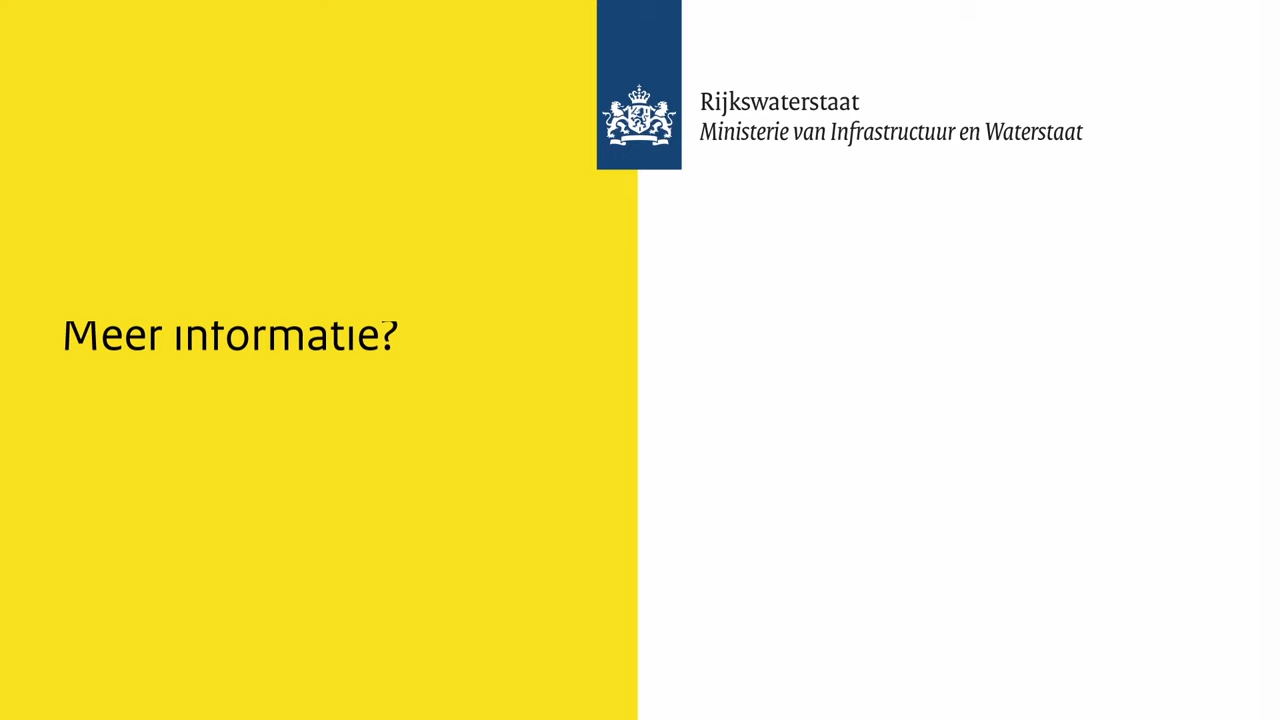 Rijkswaterstaat
Ministerie van Infrastructuur en Waterstaat
Meer informatie?